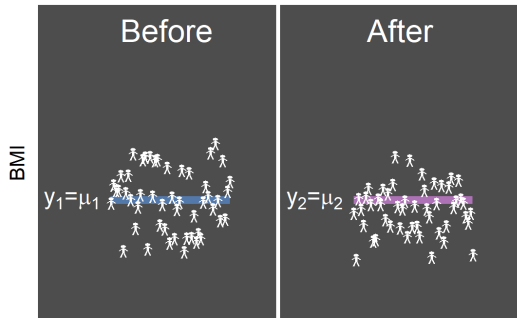 Before
After
BMI
y₁=μ₁
y₂=μ₂